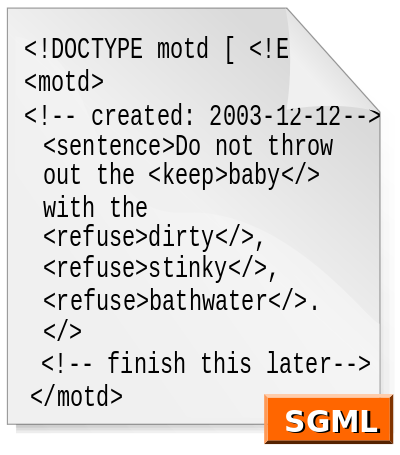 <!DOCTYPE motd [ <!E
<motd>
<!-- created: 2003-12-12-->
<sentence>Do not throw
out the <keep>baby</>
with the
<refuse>dirty</>,
<refuse>stinky</>,
<refuse>bathwater</>.
</>
<!-- finish this later-->
</motd>
SGML